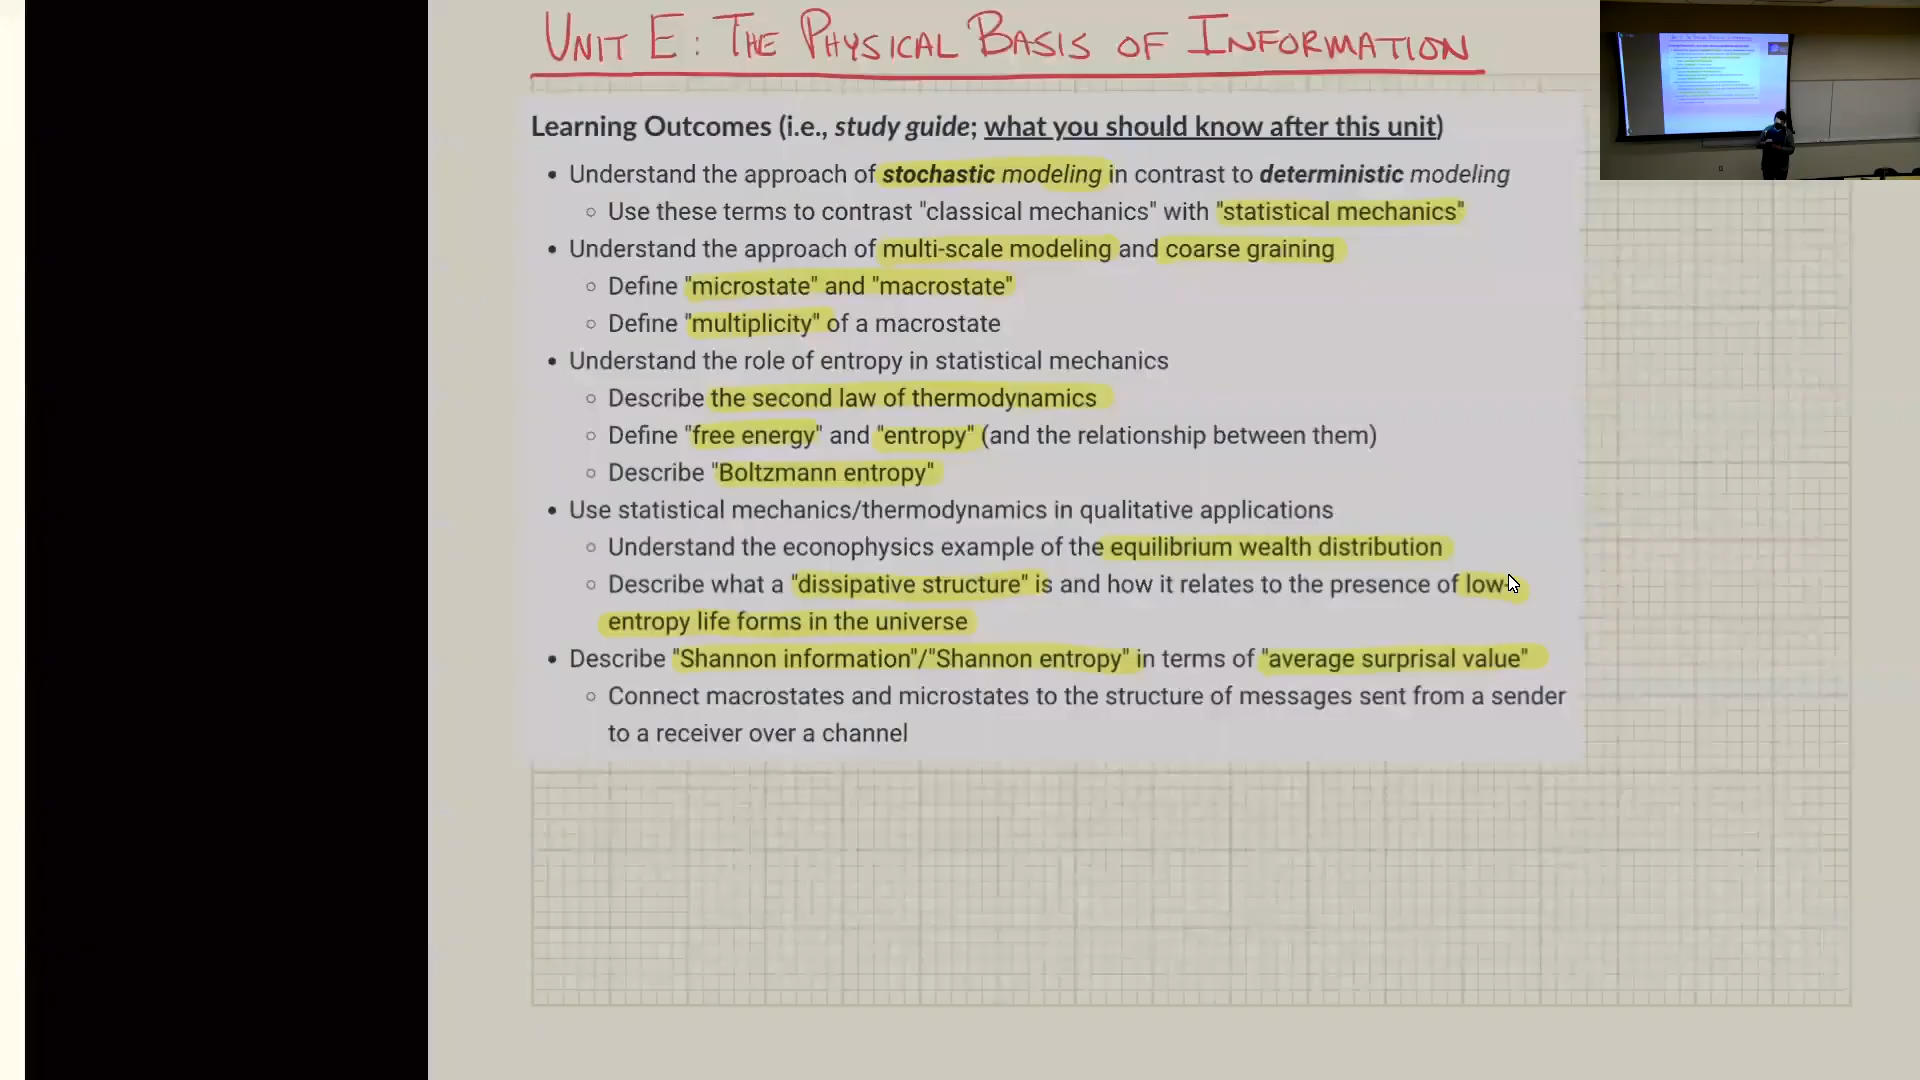 UNIT E: THE PHYSICAL BASIS OF INFORMATION
Learning Outcomes (i.e., study guide; what you should know after this unit)
• Understand the approach of stochastic modeling in contrast to deterministic modeling
○ Use these terms to contrast "classical mechanics" with "statistical mechanics"
• Understand the approach of multi-scale modeling and coarse graining
○ Define "microstate" and "macrostate"
○ Define "multiplicity" of a macrostate
• Understand the role of entropy in statistical mechanics
○ Describe the second law of thermodynamics
○ Define "free energy" and "entropy" (and the relationship between them)
○ Describe "Boltzmann entropy"
• Use statistical mechanics/thermodynamics in qualitative applications
○ Understand the econophysics example of the equilibrium wealth distribution
○ Describe what a "dissipative structure" is and how it relates to the presence of low-
entropy life forms in the universe
• Describe "Shannon information"/"Shannon entropy" in terms of "average surprisal value"
○ Connect macrostates and microstates to the structure of messages sent from a sender
to a receiver over a channel